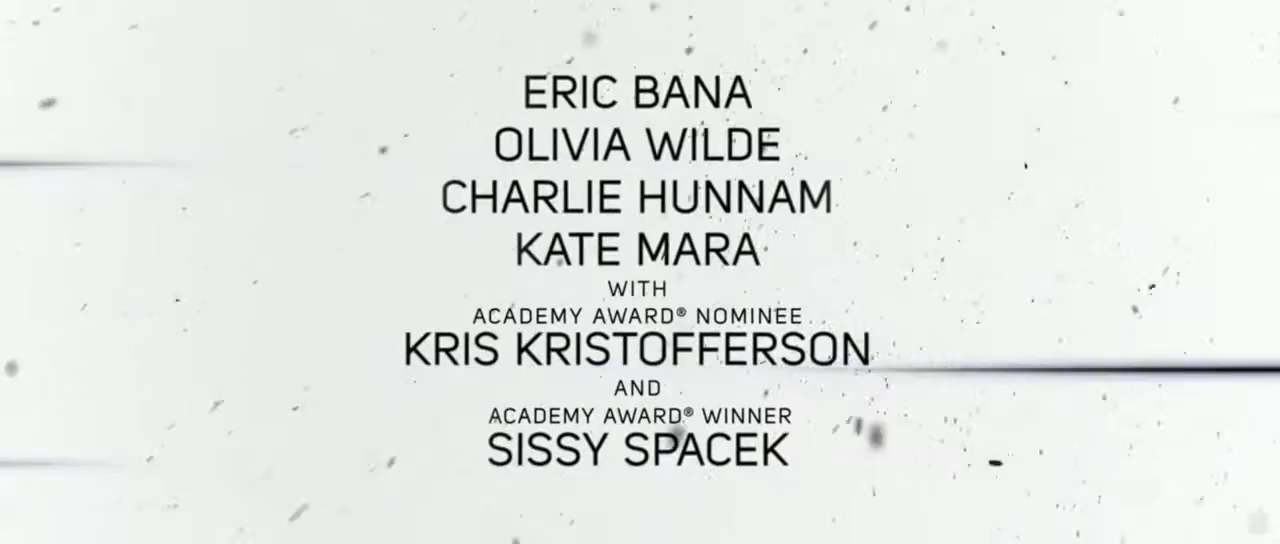 ERIC BANA
OLIVIA WILDE
CHARLIE HUNNAM
KATE MARA
WITH
ACADEMY AWARD® NOMINEE
KRIS KRISTOFFERSON
AND
ACADEMY AWARD® WINNER
SISSY SPACEK